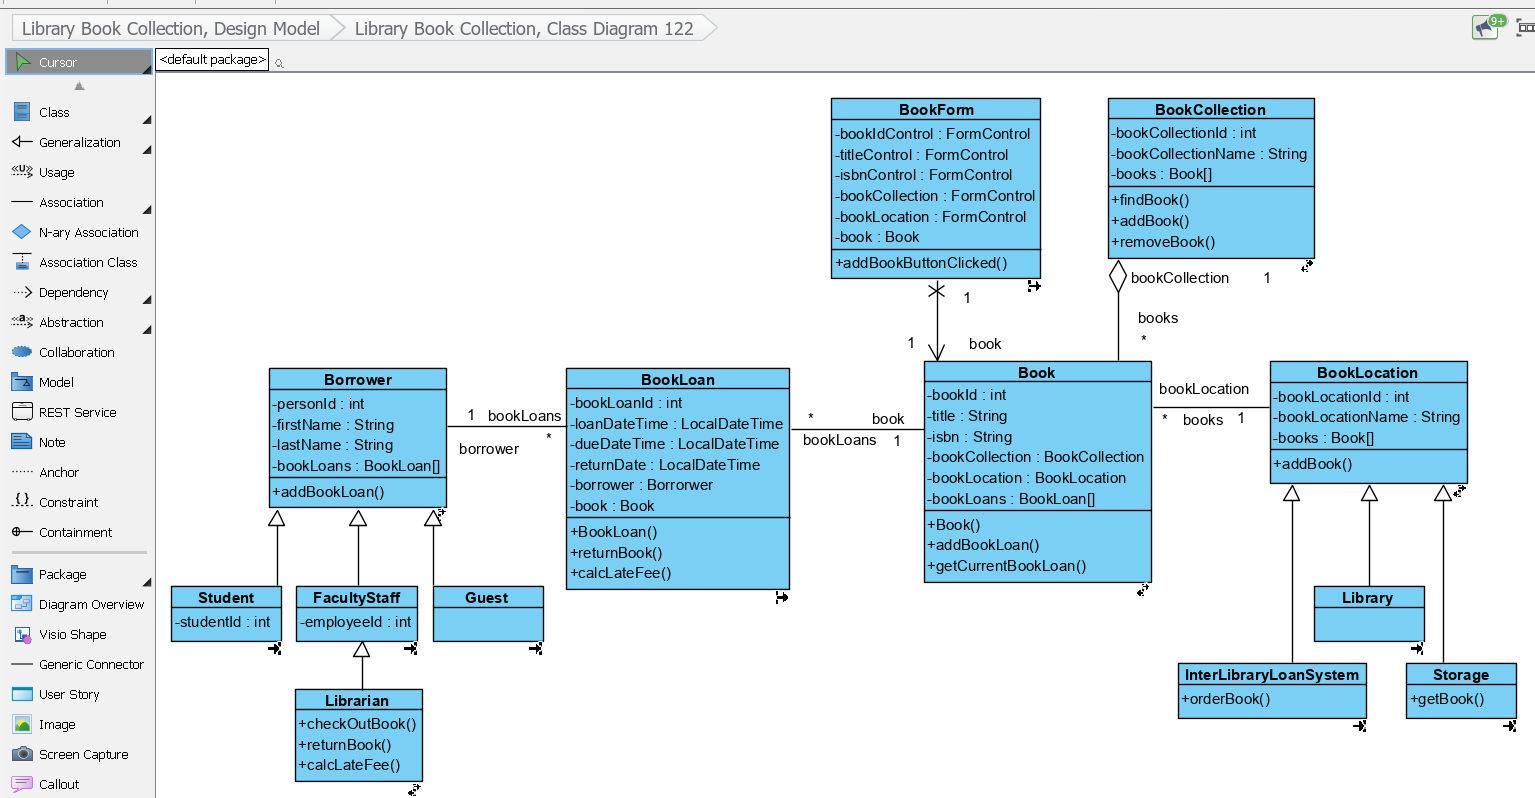 Library Book Collection, Design Model
Library Book Collection, Class Diagram 122
9+
Cursor
<default package>
Class
Generalization
Usage
Association
N-ary Association
Association Class
Dependency
Abstraction
Collaboration
Model
REST Service
Note
Anchor
Constraint
Containment
Package
Diagram Overview
Visio Shape
Generic Connector
User Story
Image
Screen Capture
Callout
BookForm
-bookIdControl : FormControl
-titleControl : FormControl
-isbnControl : FormControl
-bookCollection : FormControl
-bookLocation : FormControl
-book : Book
+addBookButtonClicked()
BookCollection
-bookCollectionId : int
-bookCollectionName : String
-books : Book[]
+findBook()
+addBook()
+removeBook()
1
bookCollection 1
books
*
1 book
Borrower
-personId : int
-firstName : String
-lastName : String
-bookLoans : BookLoan[]
+addBookLoan()
1 bookLoans
borrower *
BookLoan
-bookLoanId : int
-loanDateTime : LocalDateTime
-dueDateTime : LocalDateTime
-returnDate : LocalDateTime
-borrower : Borrorwer
-book : Book
+BookLoan()
+returnBook()
+calcLateFee()
* book
bookLoans 1
Book
-bookId : int
-title : String
-isbn : String
-bookCollection : BookCollection
-bookLocation : BookLocation
-bookLoans : BookLoan[]
+Book()
+addBookLoan()
+getCurrentBookLoan()
bookLocation
* books 1
BookLocation
-bookLocationId : int
-bookLocationName : String
-books : Book[]
+addBook()
Student
-studentId : int
FacultyStaff
-employeeId : int
Guest
Librarian
+checkOutBook()
+returnBook()
+calcLateFee()
Library
InterLibraryLoanSystem
+orderBook()
Storage
+getBook()